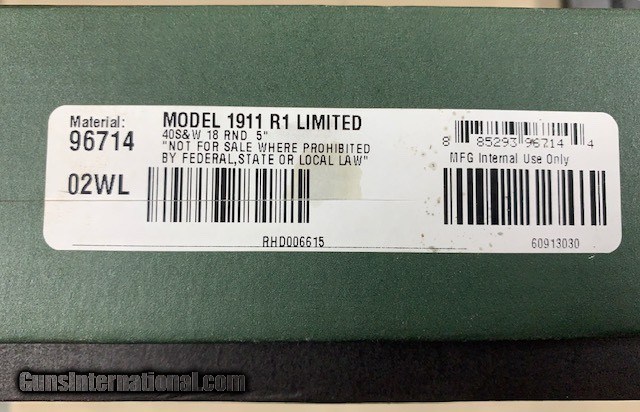 Material:
96714
02WL
MODEL 1911 R1 LIMITED
40S&W 18 RND 5"
"NOT FOR SALE WHERE PROHIBITED
BY FEDERAL,STATE OR LOCAL LAW"
RHD006615
8 85293 96714 4
MFG Internal Use Only
60913030
GunsInternational.com